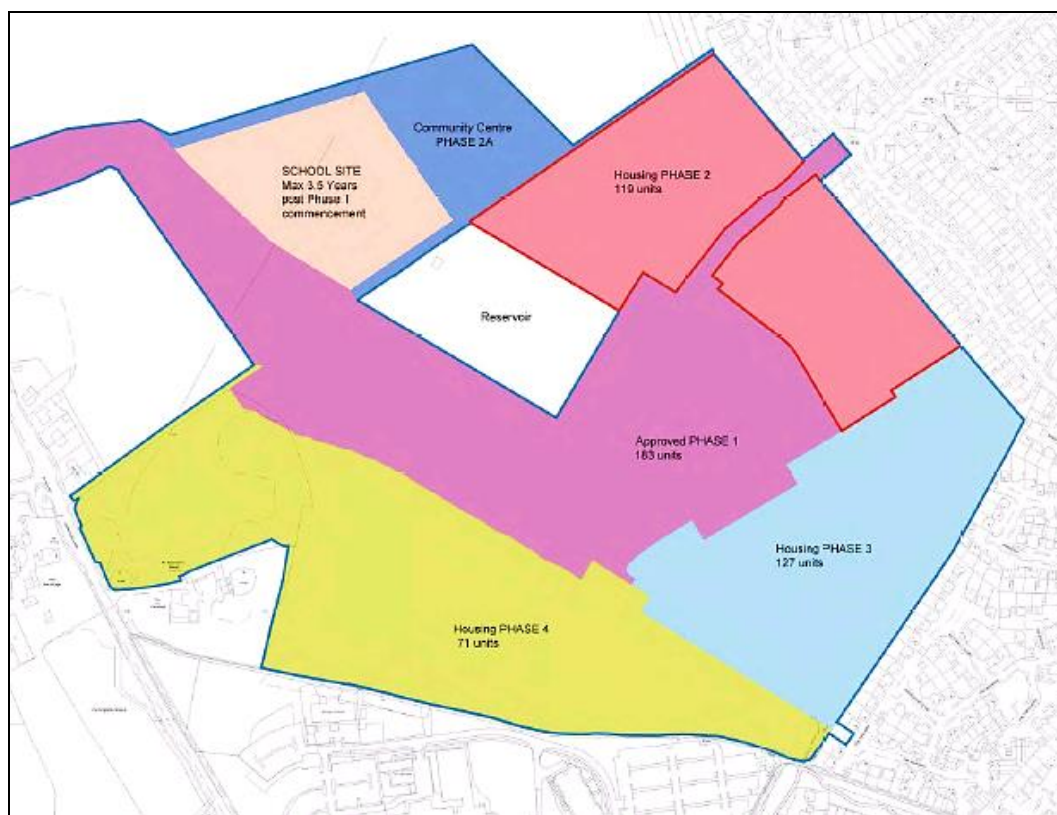 Community Centre
PHASE 2A
SCHOOL SITE
Max 3.5 Years
post Phase 1
commencement
Housing PHASE 2
119 units
Reservoir
Approved PHASE 1
183 units
Housing PHASE 3
127 units
Housing PHASE 4
71 units